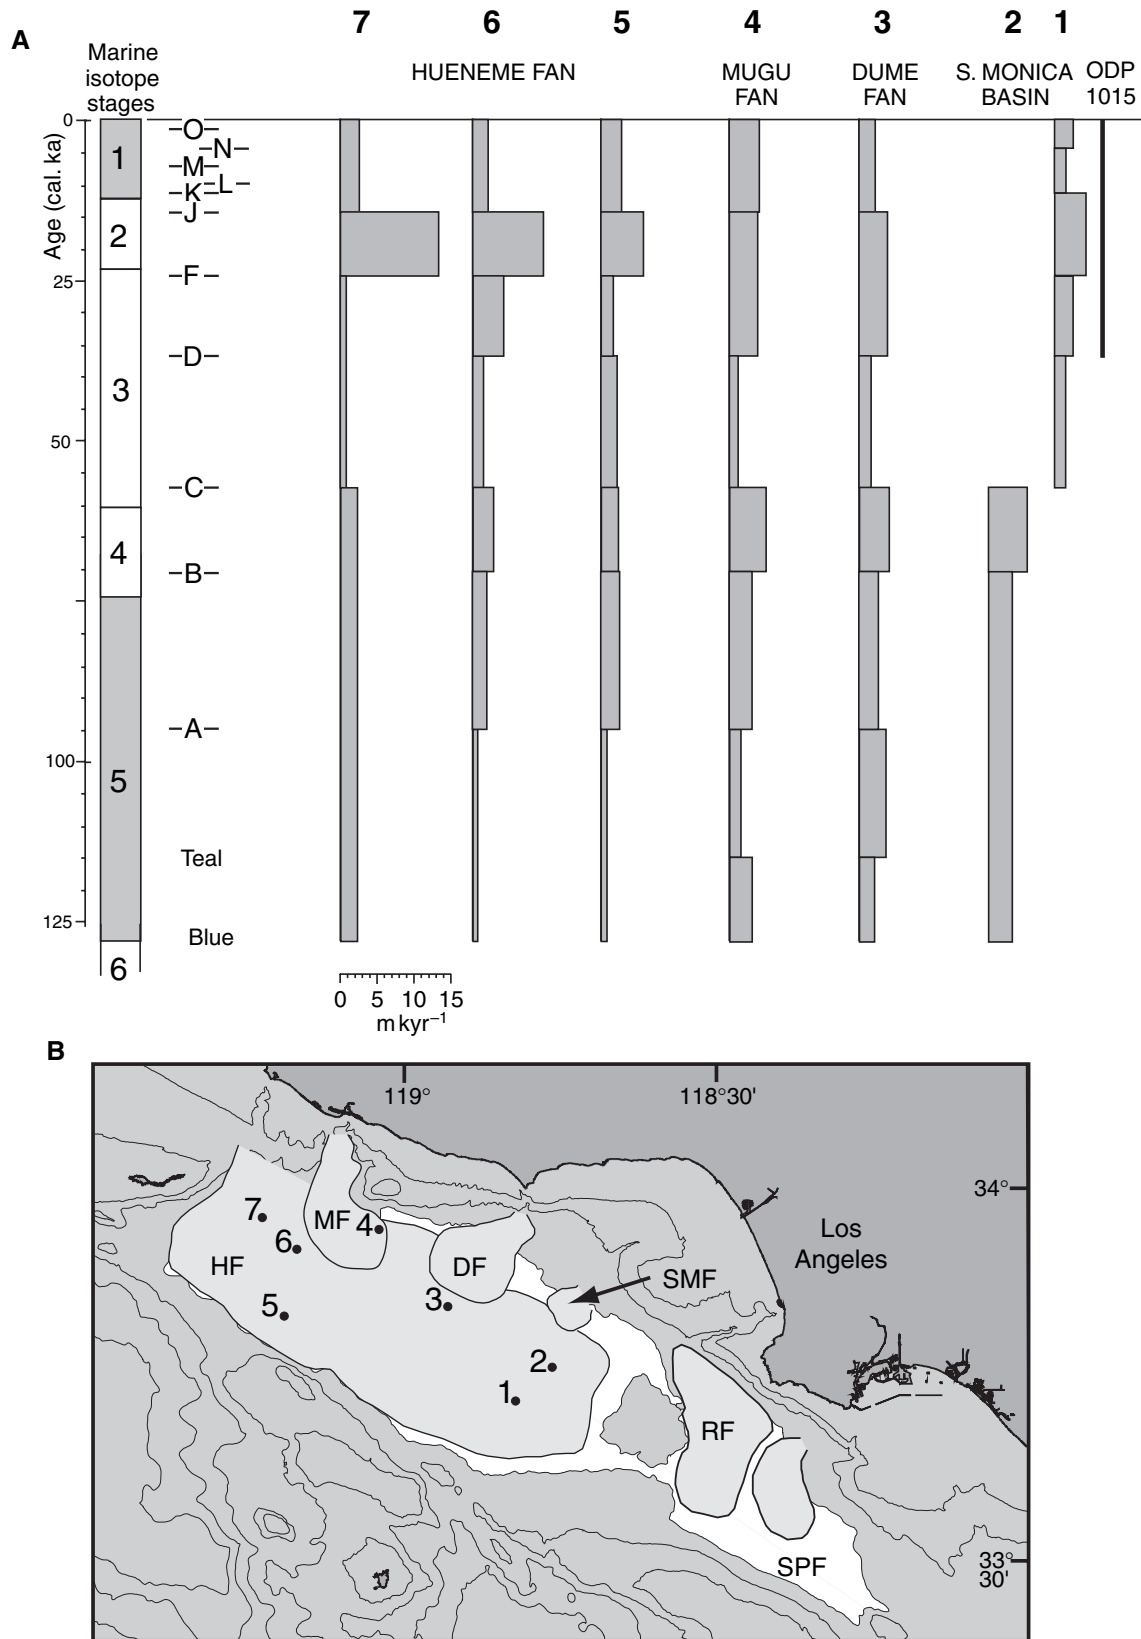 A
7 6 5 4 3 2 1
Marine
isotope
stages
HUENEME FAN
MUGU
FAN
DUME
FAN
S. MONICA
BASIN
ODP
1015
Age (cal. ka)
0
25
50
100
125
1
2
3
4
5
6
O
N
M
L
K
J
F
D
C
B
A
Teal
Blue
0 5 10 15
m kyr⁻¹
B
119°
118°30'
34°
33°
30'
Los
Angeles
7
6
5
4
3
2
1
MF
HF
DF
SMF
RF
SPF